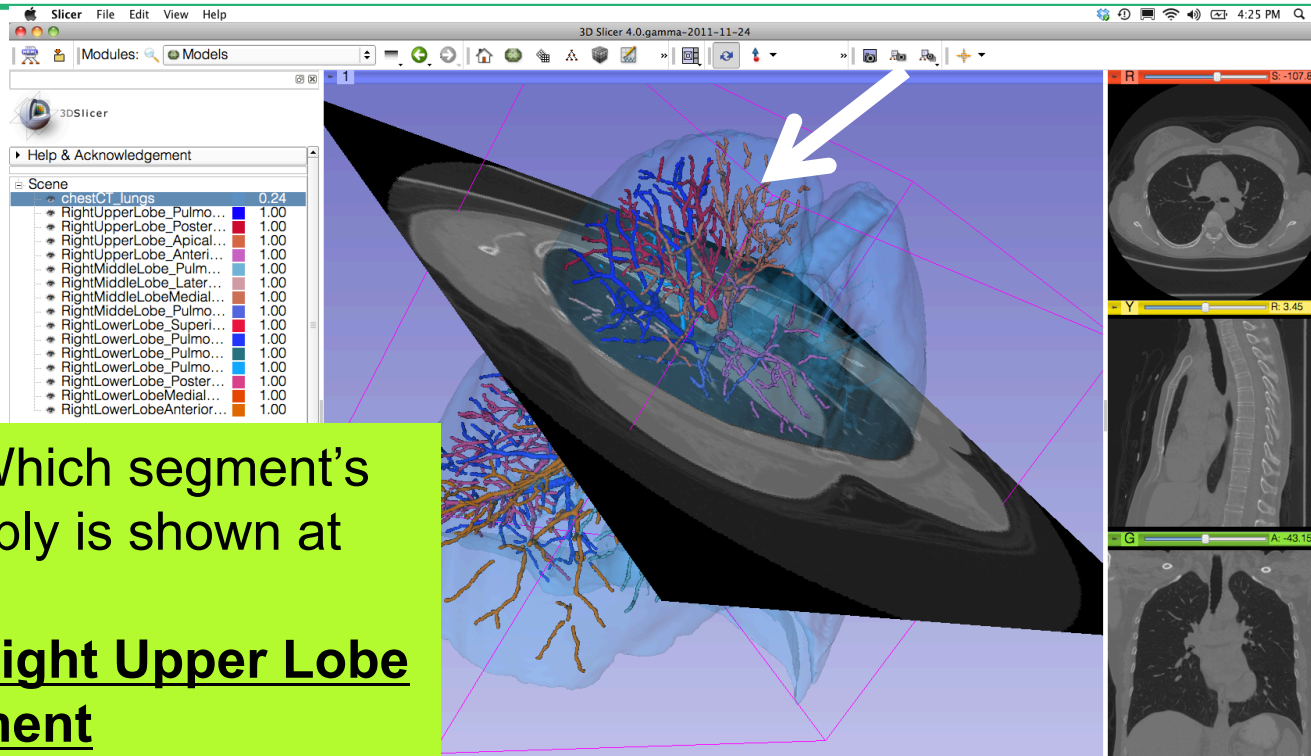 Slicer File Edit View Help 4:25 PM
3D Slicer 4.0.gamma-2011-11-24
Modules: Models
1
R S: -107.8
3DSlicer
Help & Acknowledgement
Scene
chestCT_lungs 0.24
RightUpperLobe_Pulmo... 1.00
RightUpperLobe_Poster... 1.00
RightUpperLobe_Apical... 1.00
RightUpperLobe_Anteri... 1.00
RightMiddleLobe_Pulm... 1.00
RightMiddleLobe_Later... 1.00
RightMiddleLobeMedial... 1.00
RightMiddeLobe_Pulmo... 1.00
RightLowerLobe_Superi... 1.00
RightLowerLobe_Pulmo... 1.00
RightLowerLobe_Pulmo... 1.00
RightLowerLobe_Pulmo... 1.00
RightLowerLobe_Poster... 1.00
RightLowerLobeMedial... 1.00
RightLowerLobeAnterior... 1.00
Y R: 3.45
G A: -43.15
Which segment's
ply is shown at
ight Upper Lobe
ment